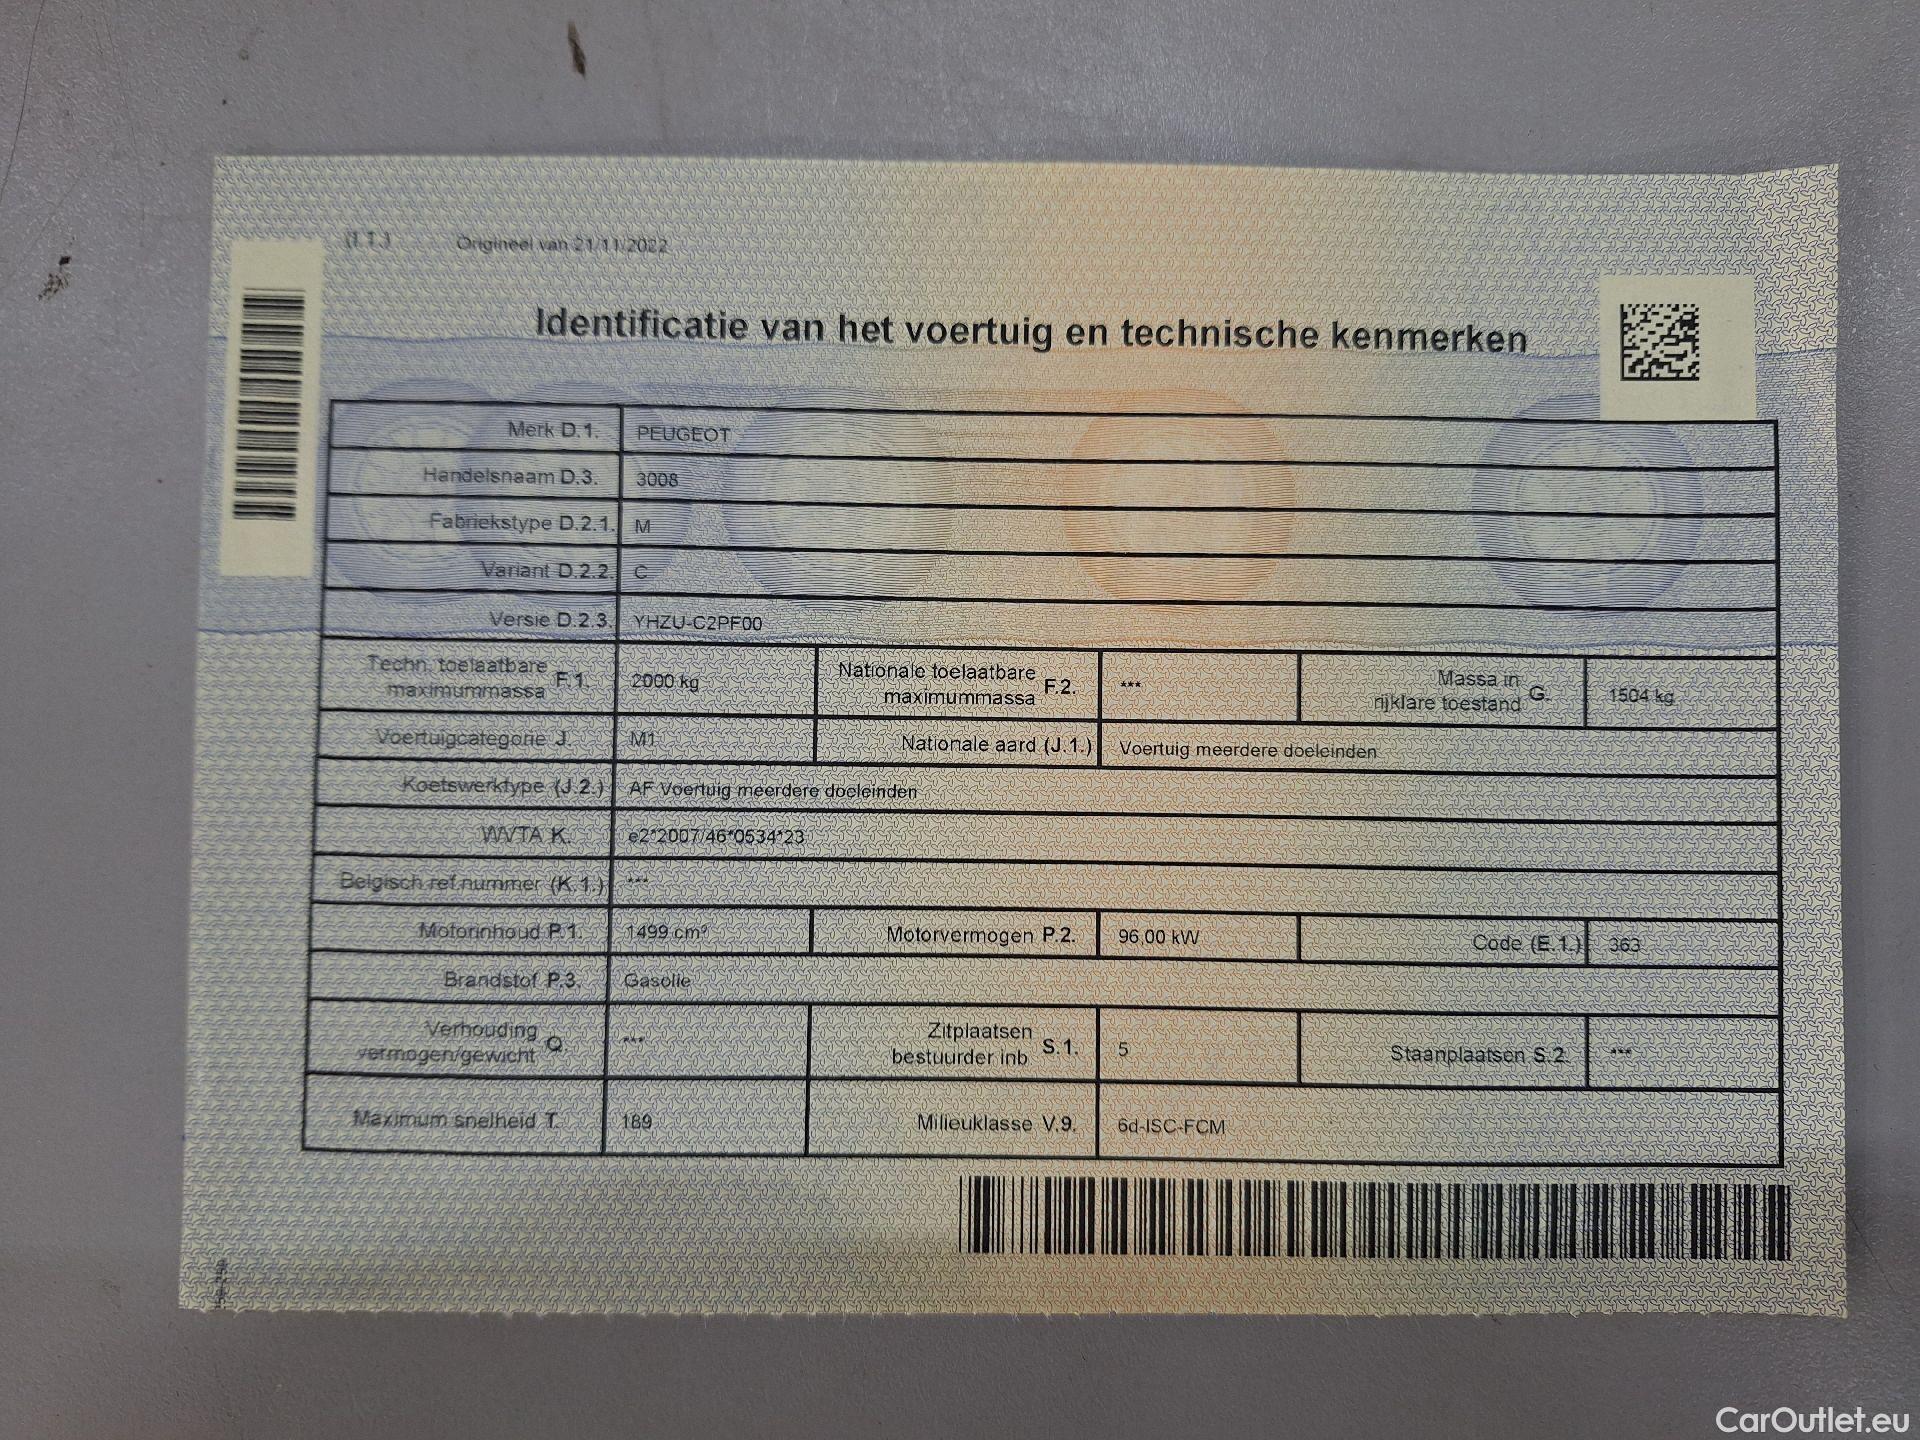 (I.T.) Origineel van 21/11/2022
Identificatie van het voertuig en technische kenmerken
Merk D.1. PEUGEOT
Handelsnaam D.3. 3008
Fabriekstype D.2.1. M
Variant D.2.2. C
Versie D.2.3. YHZU-C2PF00
Techn. toelaatbare maximummassa F.1. 2000 kg Nationale toelaatbare maximummassa F.2. *** Massa in rijklare toestand G. 1504 kg
Voertuigcategorie J. M1 Nationale aard (J.1.) Voertuig meerdere doeleinden
Koetswerktype (J.2.) AF Voertuig meerdere doeleinden
WVTA K. e2*2007/46*0534*23
Belgisch ref.nummer (K.1.) ***
Motorinhoud P.1. 1499 cm³ Motorvermogen P.2. 96,00 kW Code (E.1.) 363
Brandstof P.3. Gasolie
Verhouding vermogen/gewicht Q. *** Zitplaatsen bestuurder inb S.1. 5 Staanplaatsen S.2. ***
Maximum snelheid T. 189 Milieuklasse V.9. 6d-ISC-FCM
CarOutlet.eu